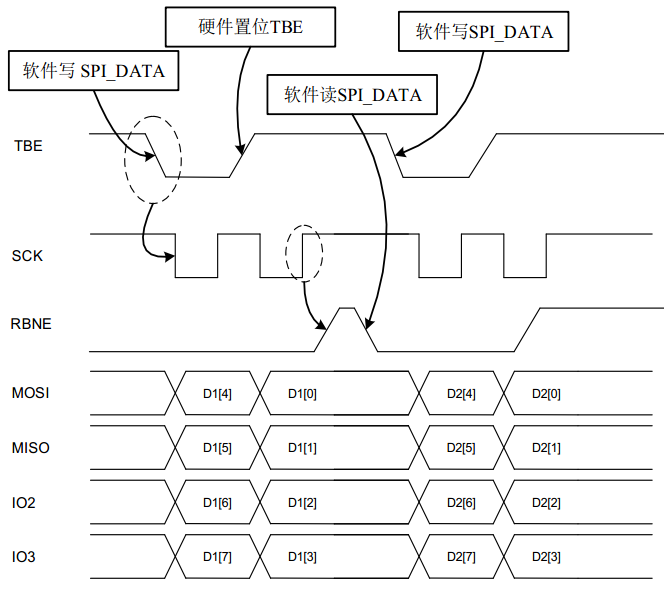 硬件置位TBE
软件写SPI_DATA
软件写 SPI_DATA
软件读SPI_DATA
TBE
SCK
RBNE
MOSI D1[4] D1[0] D2[4] D2[0]
MISO D1[5] D1[1] D2[5] D2[1]
IO2 D1[6] D1[2] D2[6] D2[2]
IO3 D1[7] D1[3] D2[7] D2[3]